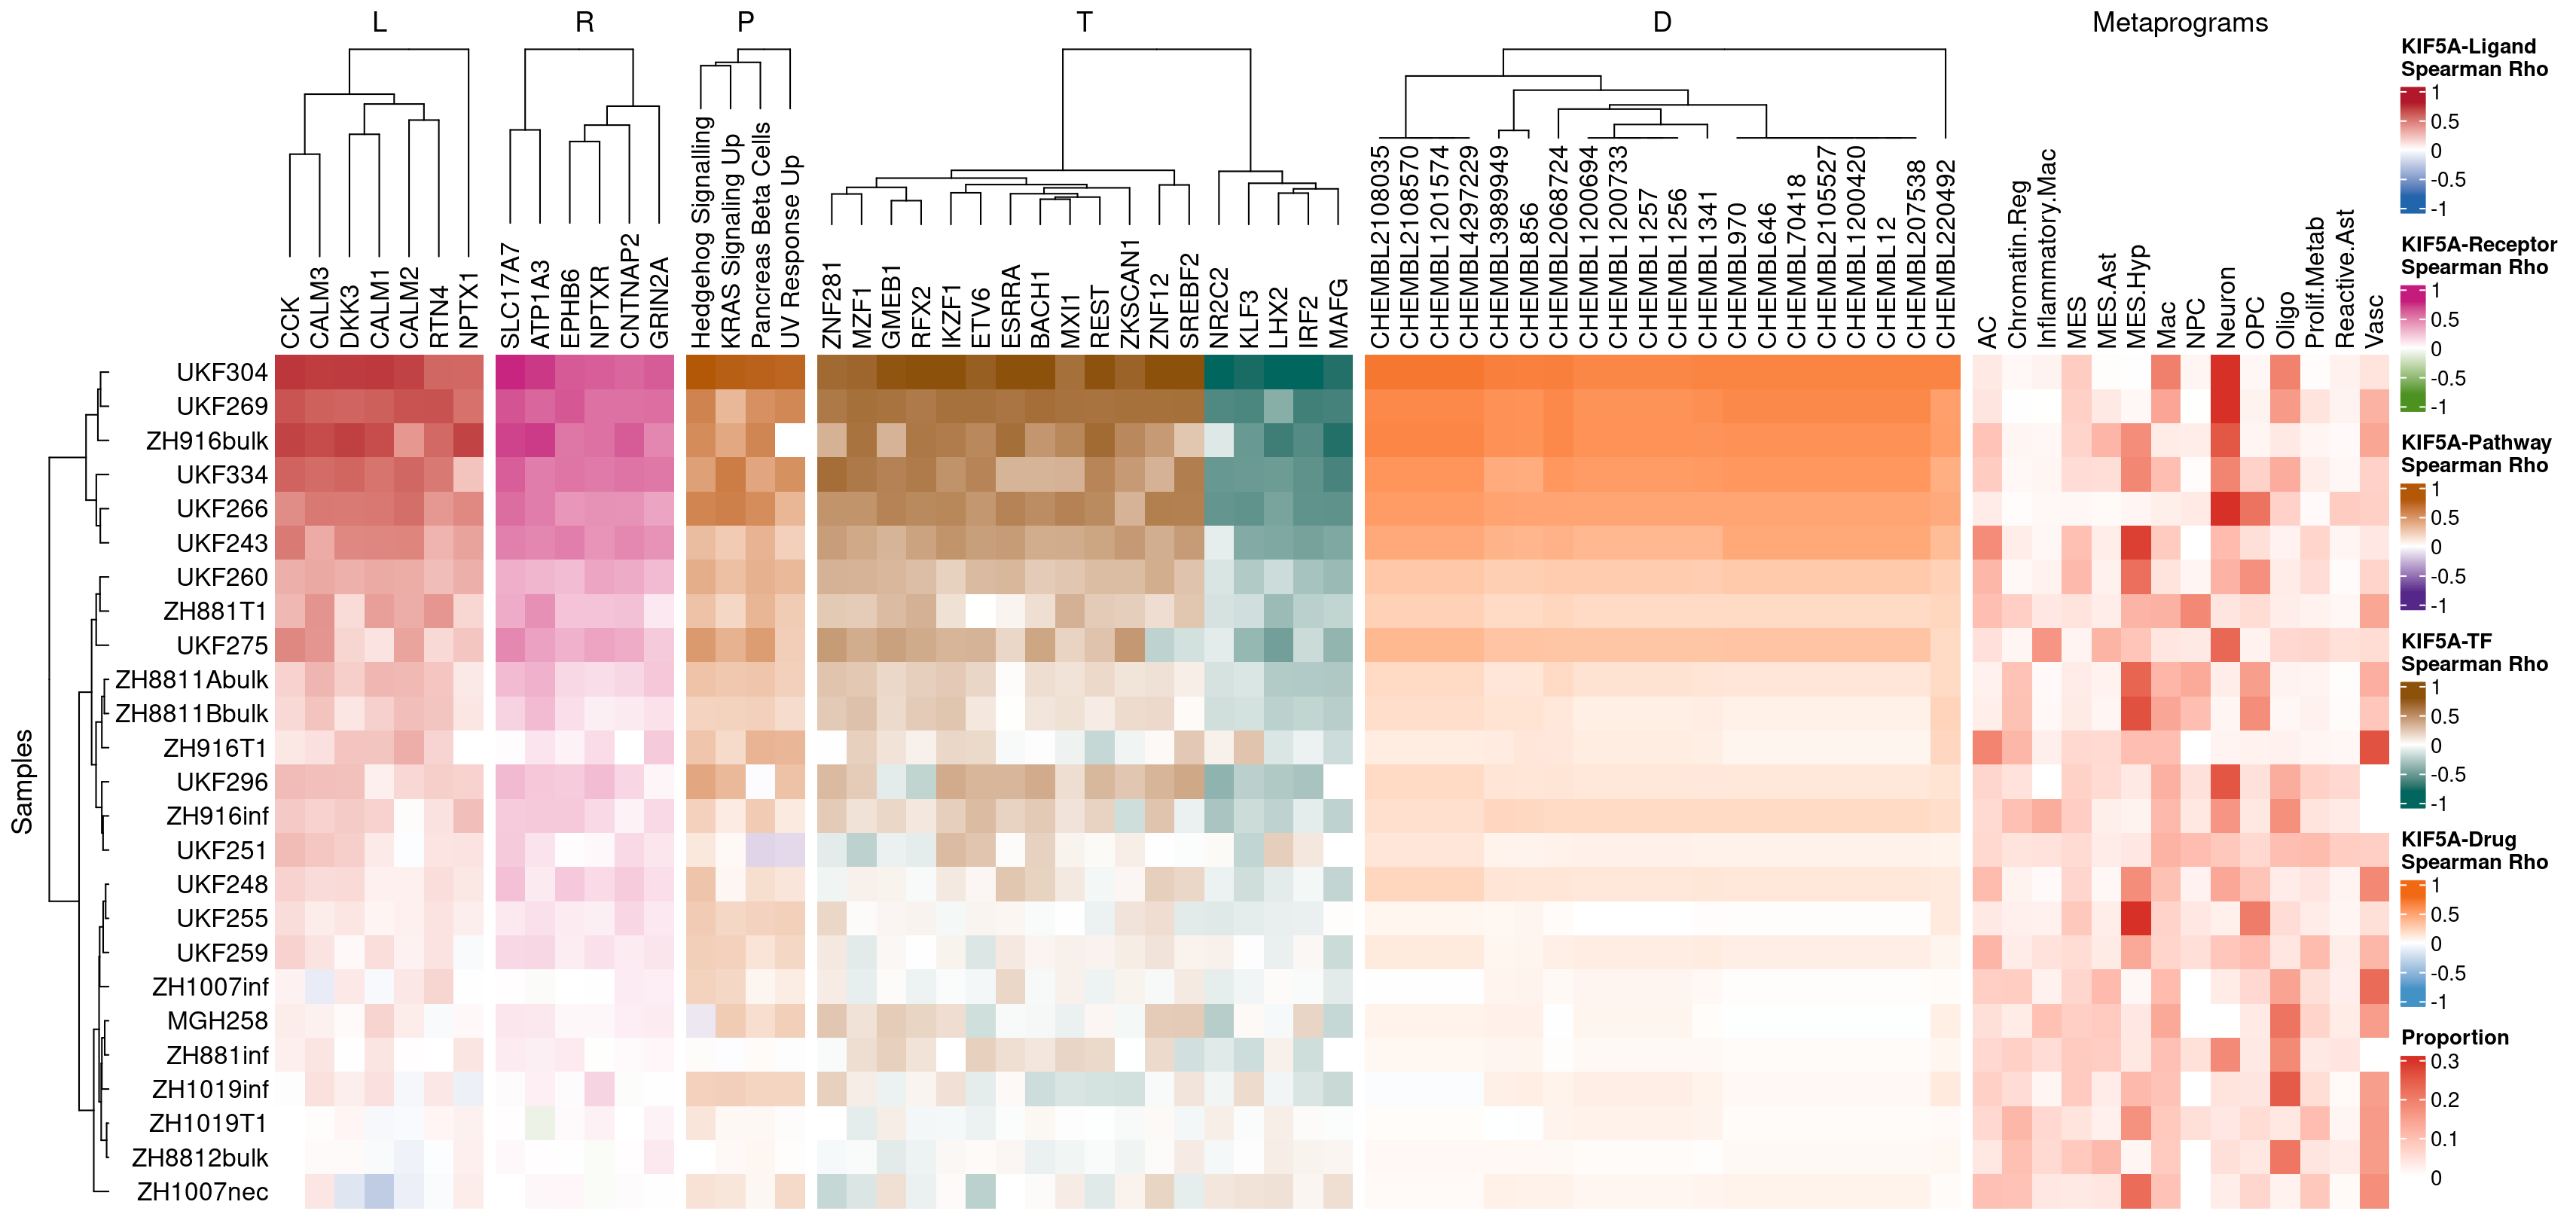 L
R
P
T
D
Metaprograms
CCK
CALM3
DKK3
CALM1
CALM2
RTN4
NPTX1
SLC17A7
ATP1A3
EPHB6
NPTXR
CNTNAP2
GRIN2A
Hedgehog Signalling
KRAS Signaling Up
Pancreas Beta Cells
UV Response Up
ZNF281
MZF1
GMEB1
RFX2
IKZF1
ETV6
ESRRA
BACH1
MXI1
REST
ZKSCAN1
ZNF12
SREBF2
NR2C2
KLF3
LHX2
IRF2
MAFG
CHEMBL2108035
CHEMBL2108570
CHEMBL1201574
CHEMBL4297229
CHEMBL3989949
CHEMBL856
CHEMBL2068724
CHEMBL1200694
CHEMBL1200733
CHEMBL1257
CHEMBL1256
CHEMBL1341
CHEMBL970
CHEMBL646
CHEMBL70418
CHEMBL2105527
CHEMBL1200420
CHEMBL12
CHEMBL207538
CHEMBL220492
AC
Chromatin.Reg
Inflammatory.Mac
MES
MES.Ast
MES.Hyp
Mac
NPC
Neuron
OPC
Oligo
Prolif.Metab
Reactive.Ast
Vasc
Samples
UKF304
UKF269
ZH916bulk
UKF334
UKF266
UKF243
UKF260
ZH881T1
UKF275
ZH8811Abulk
ZH8811Bbulk
ZH916T1
UKF296
ZH916inf
UKF251
UKF248
UKF255
UKF259
ZH1007inf
MGH258
ZH881inf
ZH1019inf
ZH1019T1
ZH8812bulk
ZH1007nec
KIF5A-Ligand
Spearman Rho
1
0.5
0
-0.5
-1
KIF5A-Receptor
Spearman Rho
1
0.5
0
-0.5
-1
KIF5A-Pathway
Spearman Rho
1
0.5
0
-0.5
-1
KIF5A-TF
Spearman Rho
1
0.5
0
-0.5
-1
KIF5A-Drug
Spearman Rho
1
0.5
0
-0.5
-1
Proportion
0.3
0.2
0.1
0